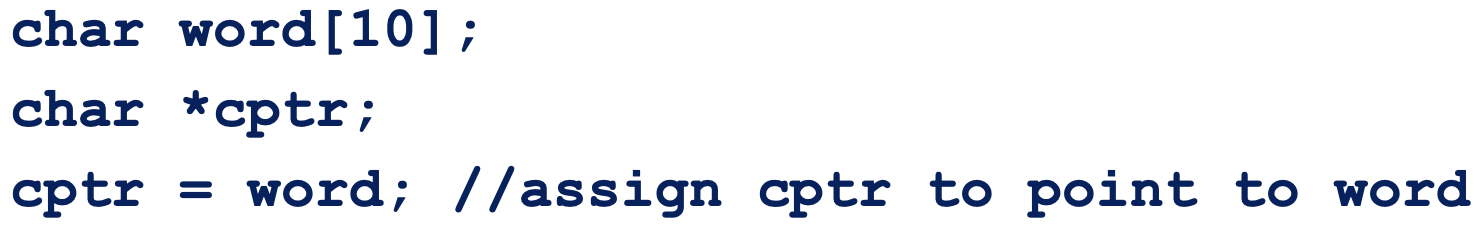 char word[10];
char *cptr;
cptr = word; //assign cptr to point to word